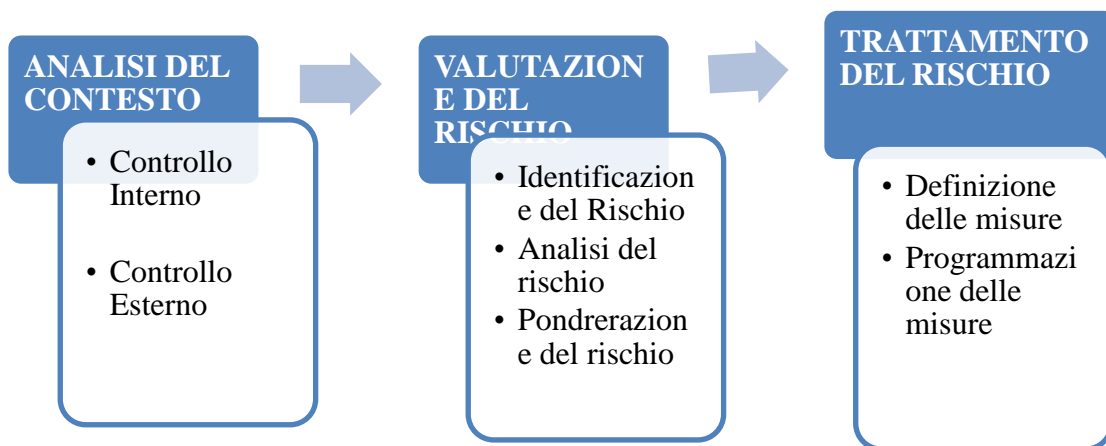 ANALISI DEL
CONTESTO
• Controllo
Interno
• Controllo
Esterno
VALUTAZION
E DEL
RISCHIO
• Identificazion
e del Rischio
• Analisi del
rischio
• Pondrerazion
e del rischio
TRATTAMENTO
DEL RISCHIO
• Definizione
delle misure
• Programmazi
one delle
misure